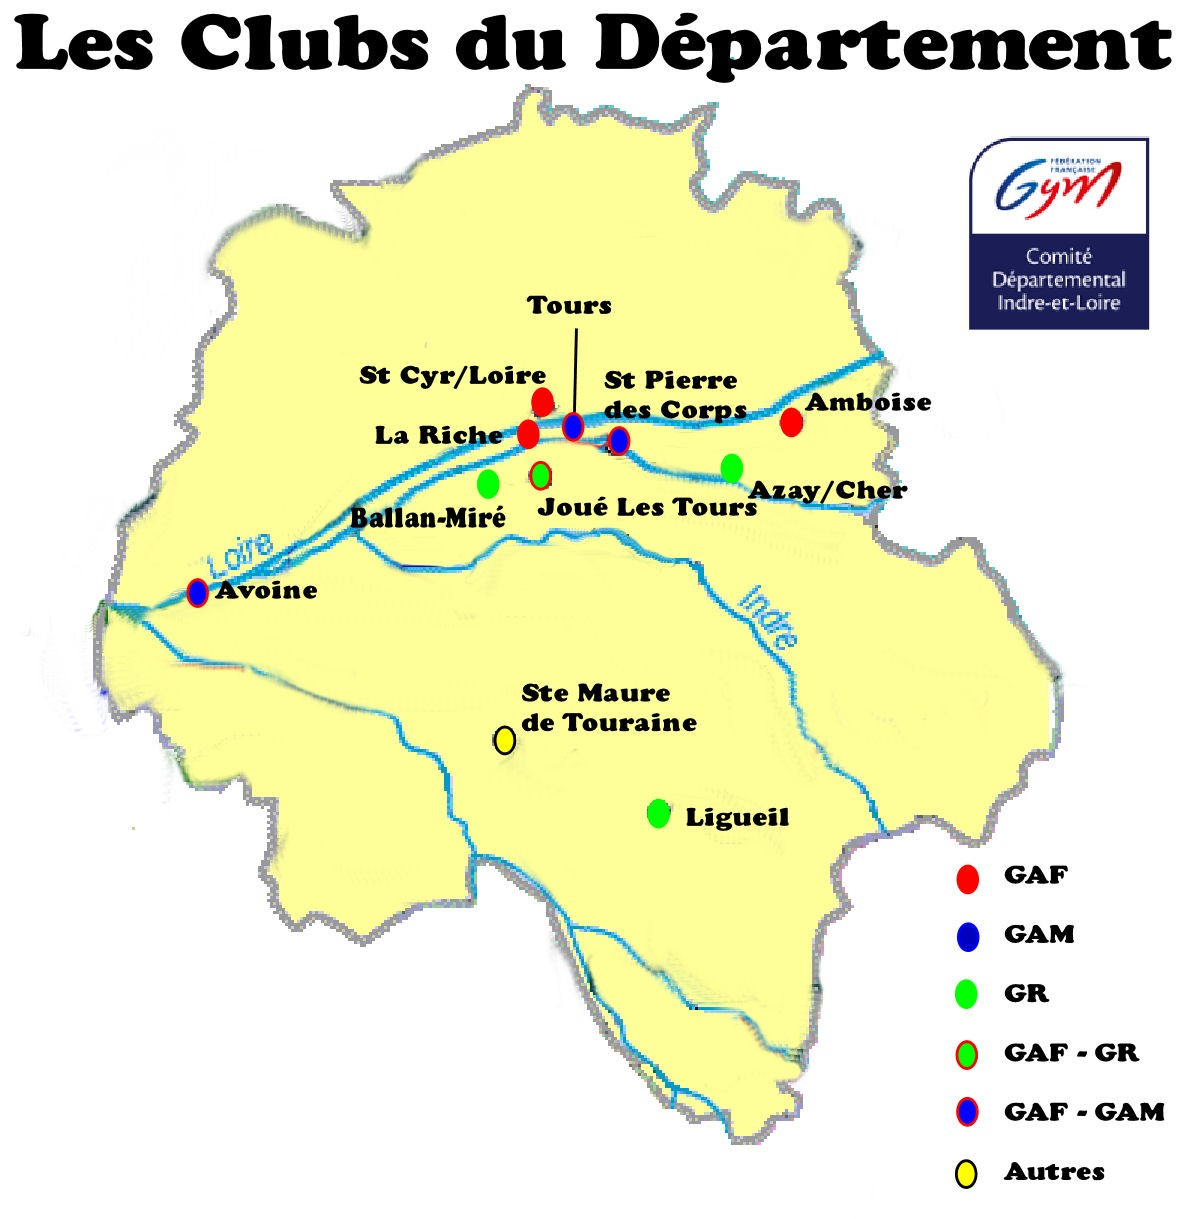 Les Clubs du Département
FÉDÉRATION
FRANÇAISE
Gym
Comité
Départemental
Indre-et-Loire
Tours
St Cyr/Loire
St Pierre
des Corps
Amboise
La Riche
Azay/Cher
Joué Les Tours
Ballan-Miré
Loire
Avoine
Indre
Ste Maure
de Touraine
Ligueil
GAF
GAM
GR
GAF - GR
GAF - GAM
Autres